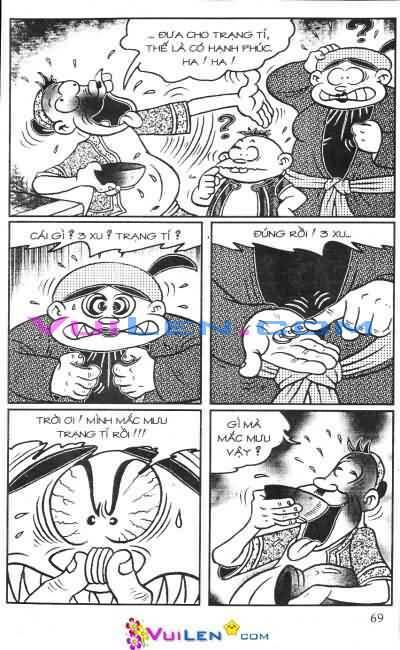 ... ĐƯA CHO TRẠNG TÍ,
THẾ LÀ CÓ HẠNH PHÚC.
HA! HA!
?
?
CÁI GÌ? 3 XU? TRẠNG TÍ?
ĐÚNG RỒI! 3 XU...
VUILEN.COM
TRỜI ƠI! MÌNH MẮC MƯU
TRẠNG TÍ RỒI!!!
GÌ MÀ
MẮC MƯU
VẬY?
69
VUILEN.COM